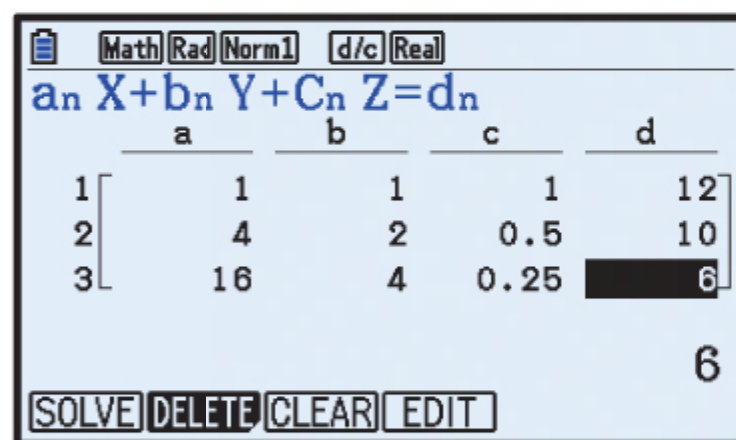 Math Rad Norm1 d/c Real
an X+bn Y+Cn Z=dn
a b c d
1 1 1 1 12
2 4 2 0.5 10
3 16 4 0.25 6
6
SOLVE DELETE CLEAR EDIT